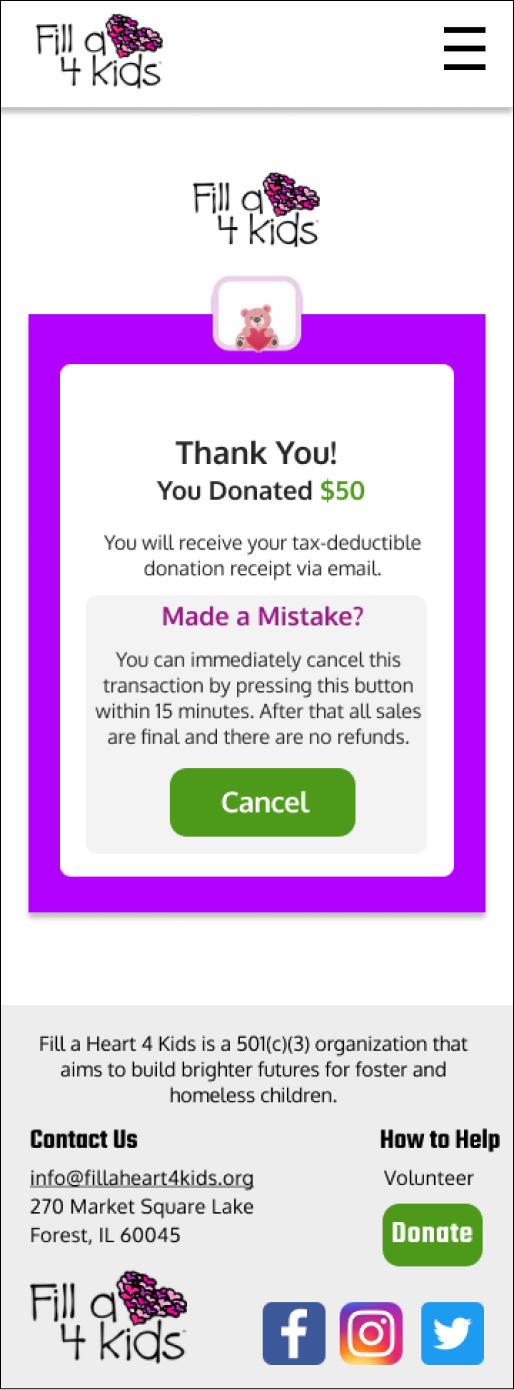 Fill a
4 kids
Fill a
4 kids
Thank You!
You Donated $50
You will receive your tax-deductible
donation receipt via email.
Made a Mistake?
You can immediately cancel this
transaction by pressing this button
within 15 minutes. After that all sales
are final and there are no refunds.
Cancel
Fill a Heart 4 Kids is a 501(c)(3) organization that
aims to build brighter futures for foster and
homeless children.
Contact Us
info@fillaheart4kids.org
270 Market Square Lake
Forest, IL 60045
How to Help
Volunteer
Donate
Fill a
4 kids